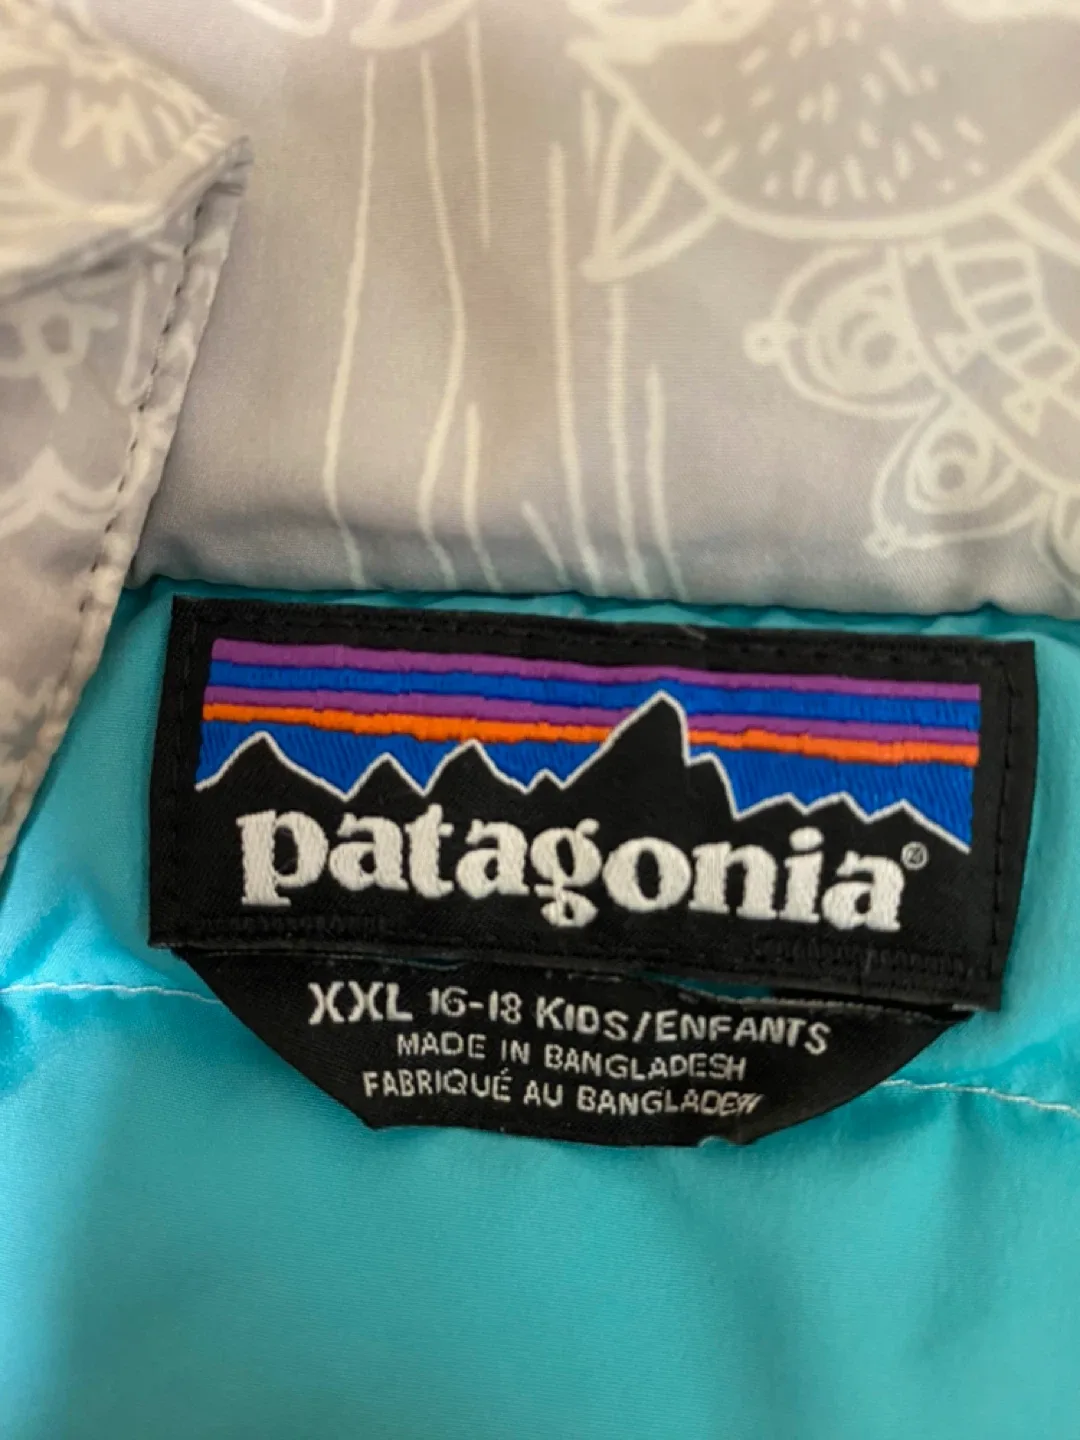 patagonia®
XXL 16-18 KIDS/ENFANTS
MADE IN BANGLADESH
FABRIQUÉ AU BANGLADESH